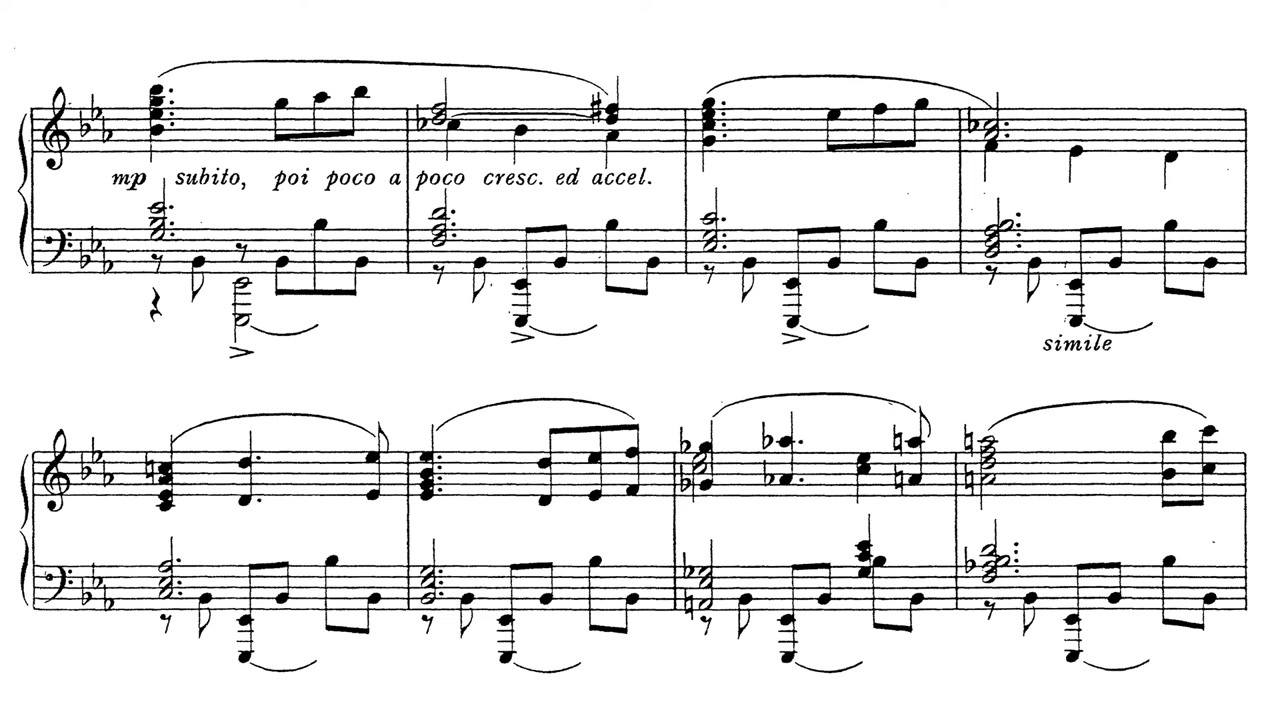 mp subito, poi poco a poco cresc. ed accel.
simile